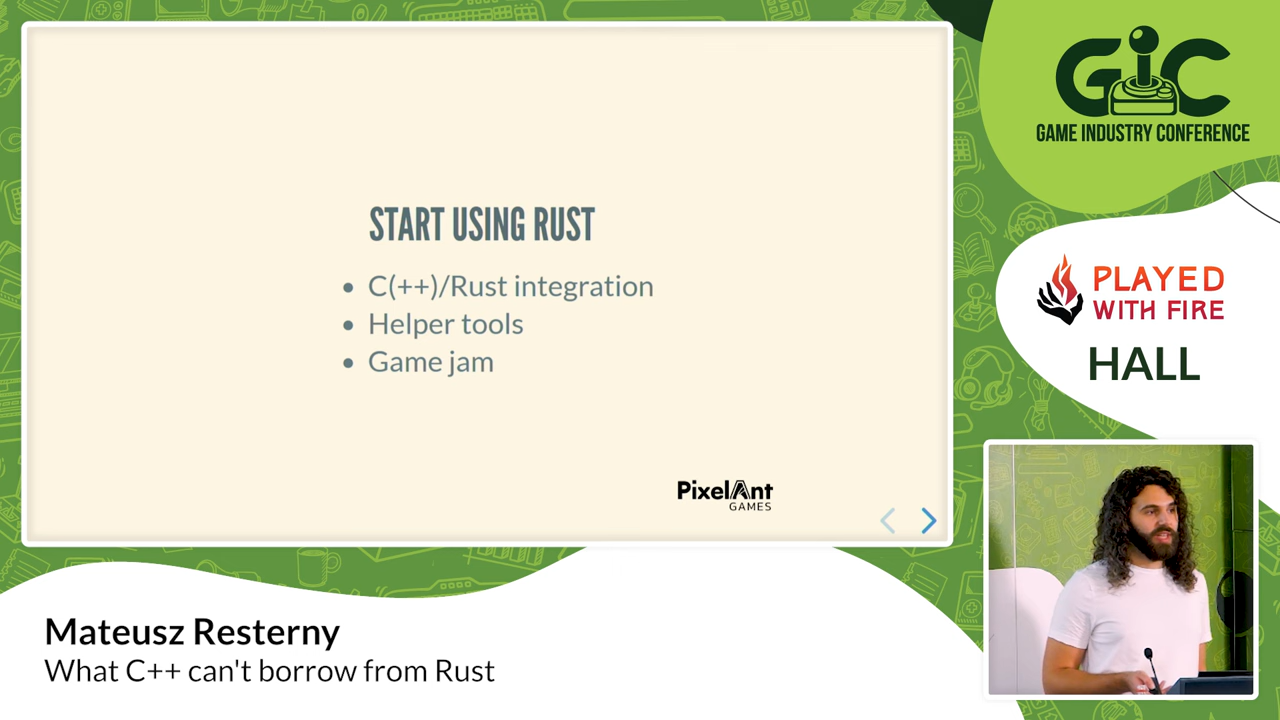 START USING RUST
C(++)/Rust integration
Helper tools
Game jam
PixelAnt
GAMES
GIC
GAME INDUSTRY CONFERENCE
PLAYED
WITH FIRE
HALL
Mateusz Resterny
What C++ can't borrow from Rust